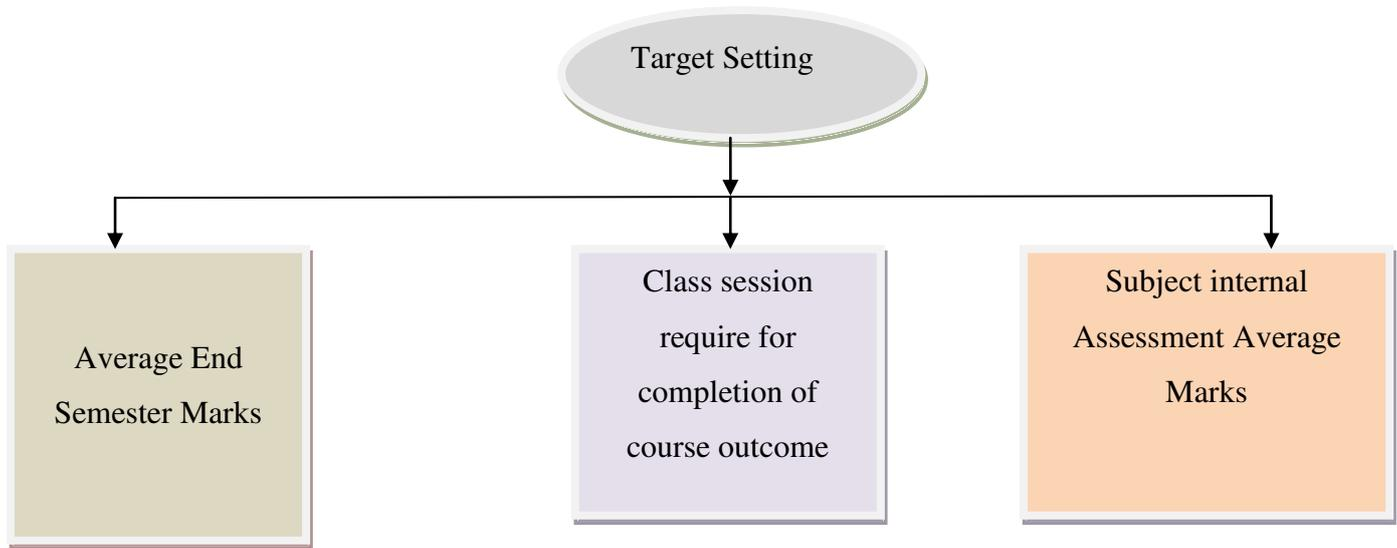 Target Setting
Average End
Semester Marks
Class session
require for
completion of
course outcome
Subject internal
Assessment Average
Marks